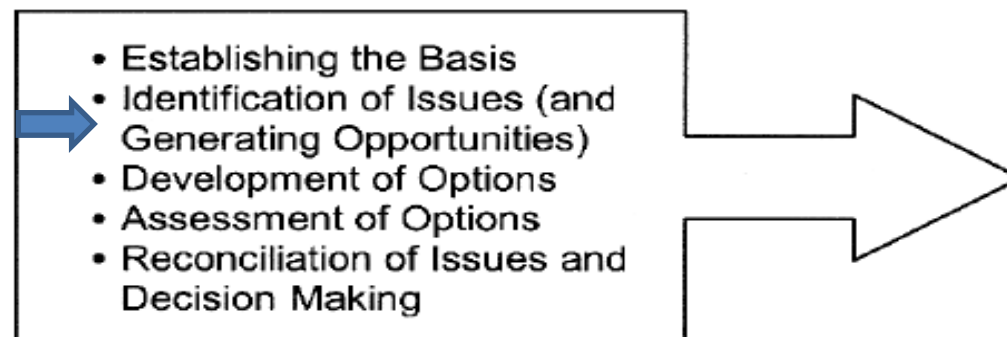 • Establishing the Basis
• Identification of Issues (and
Generating Opportunities)
• Development of Options
• Assessment of Options
• Reconciliation of Issues and
Decision Making